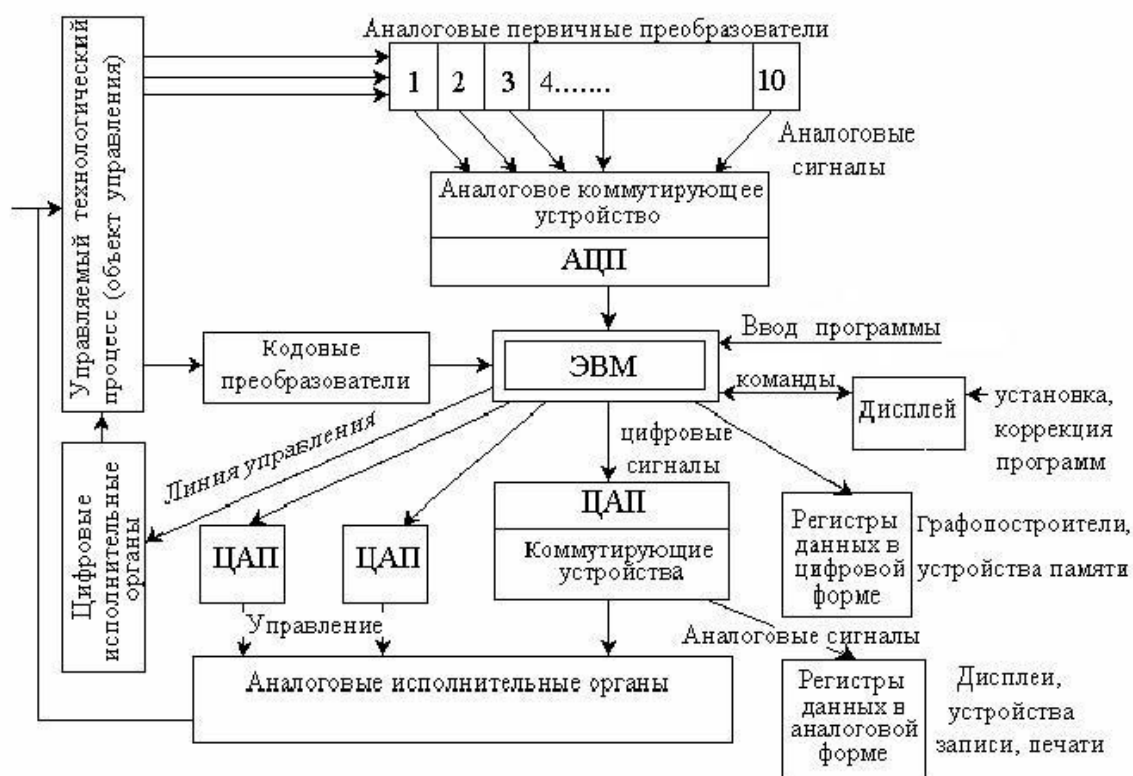 Аналоговые первичные преобразователи
Управляемый технологический
процесс (объект управления)
1 2 3 4....... 10
Аналоговые
сигналы
Аналоговое коммутирующее
устройство
АЦП
Ввод программы
Кодовые
преобразователи
ЭВМ
команды
Дисплей
установка,
коррекция
программ
Линия управления
цифровые
сигналы
Цифровые
исполнительные
органы
ЦАП
ЦАП
ЦАП
Коммутирующие
устройства
Регистры
данных в
цифровой
форме
Графопостроители,
устройства памяти
Управление
Аналоговые сигналы
Аналоговые исполнительные органы
Регистры
данных в
аналоговой
форме
Дисплеи,
устройства
записи, печати